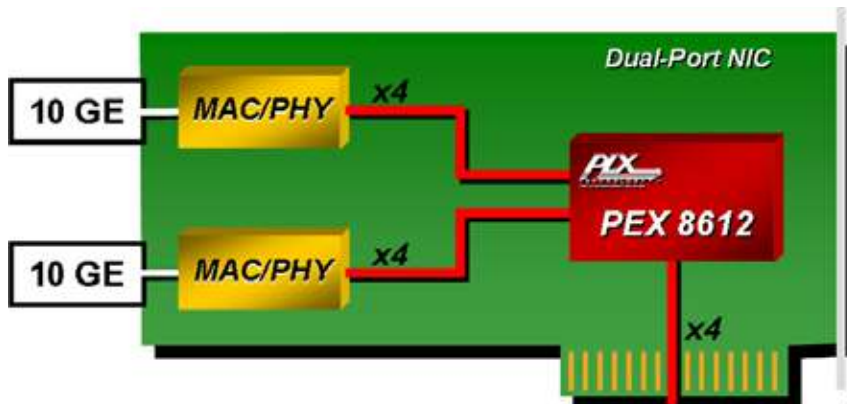 Dual-Port NIC
10 GE
MAC/PHY
x4
PLX
PEX 8612
10 GE
MAC/PHY
x4
x4